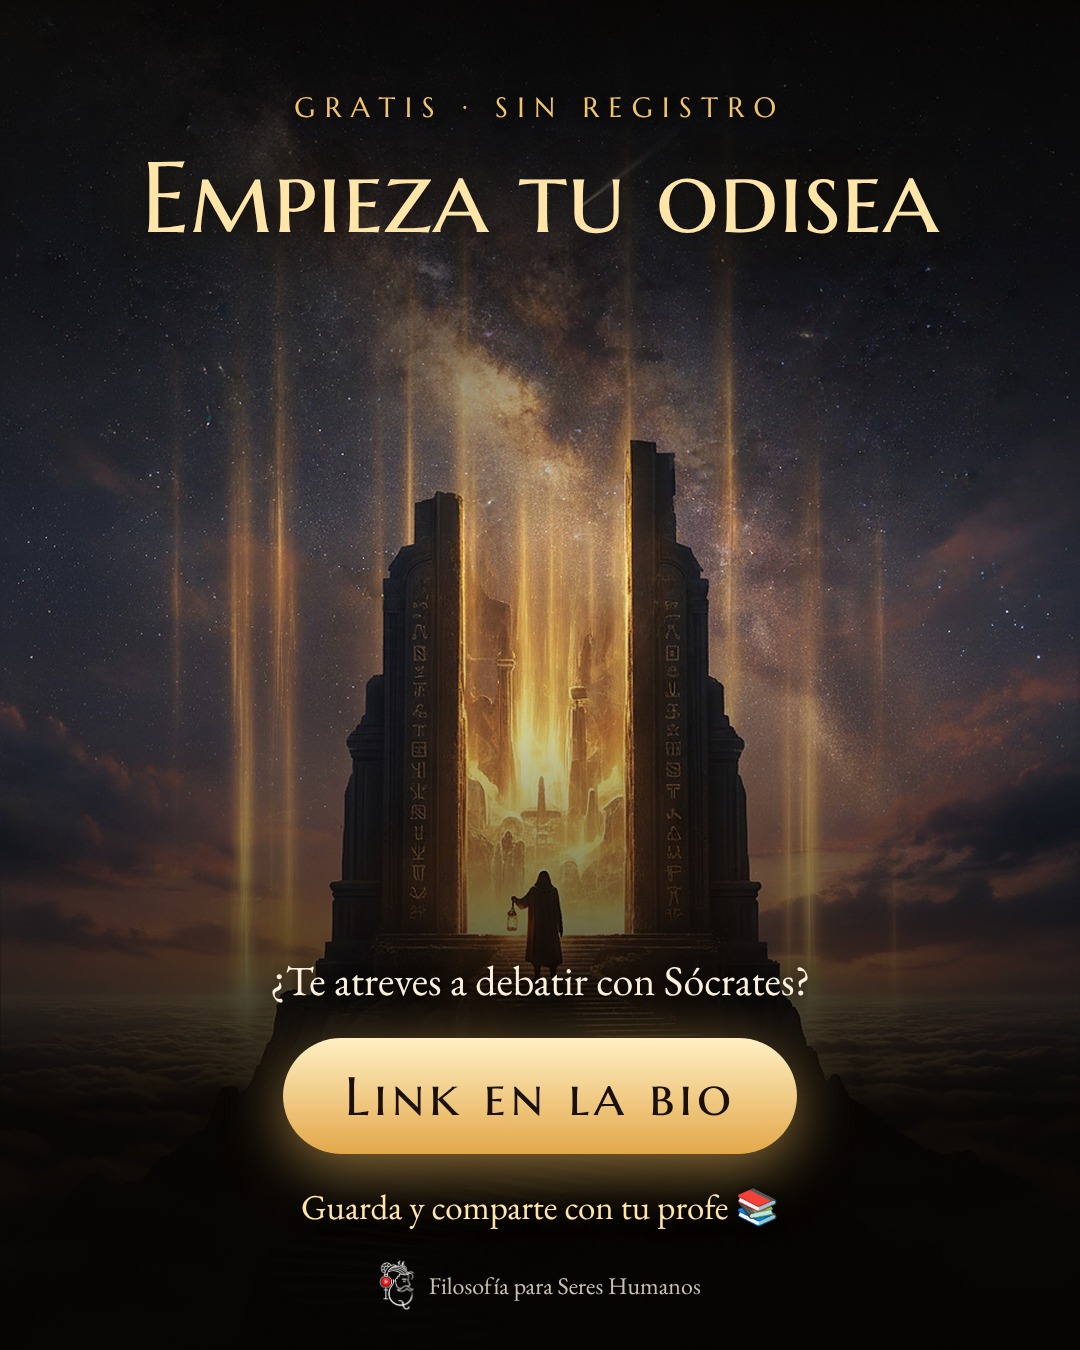 GRATIS · SIN REGISTRO
EMPIEZA TU ODISEA
¿Te atreves a debatir con Sócrates?
LINK EN LA BIO
Guarda y comparte con tu profe 📚
Filosofía para Seres Humanos